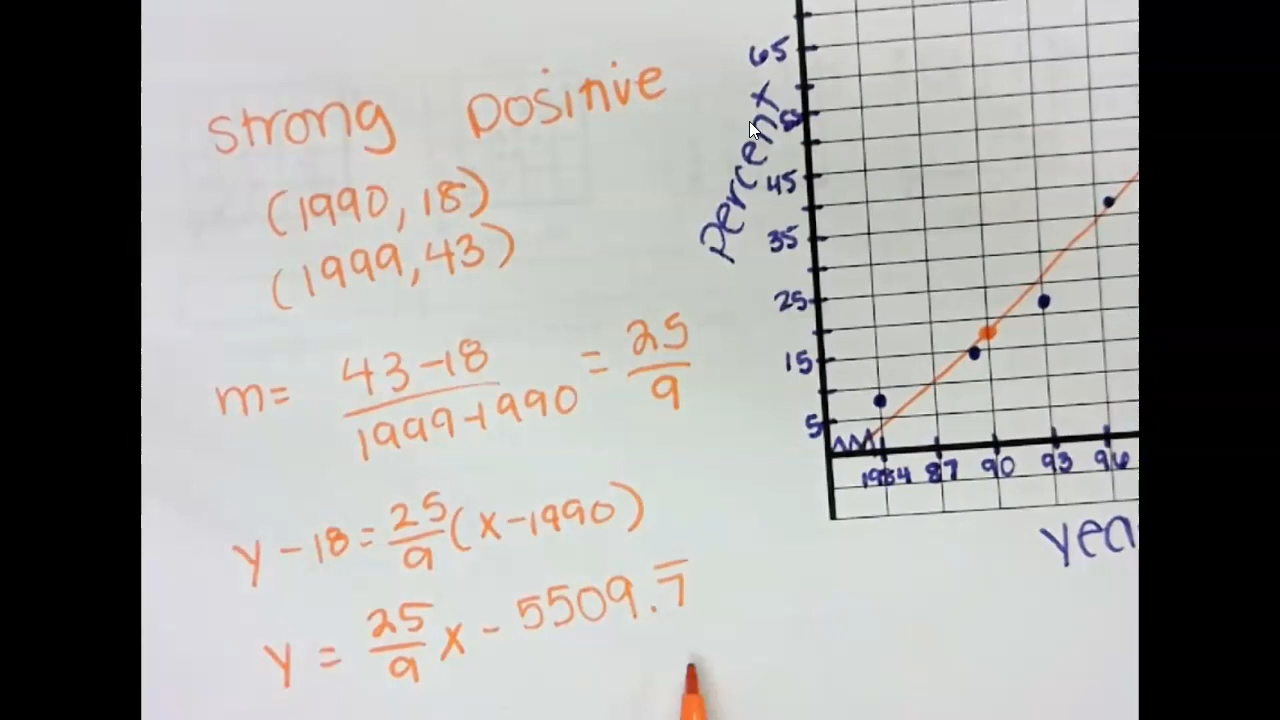 strong positive
(1990, 18)
(1999, 43)
m = 43-18 / 1999-1990 = 25/9
y - 18 = 25/9 (x - 1990)
y = 25/9 x - 5509.7̅
Percent
65
55
45
35
25
15
5
1984 87 90 93 96
yea